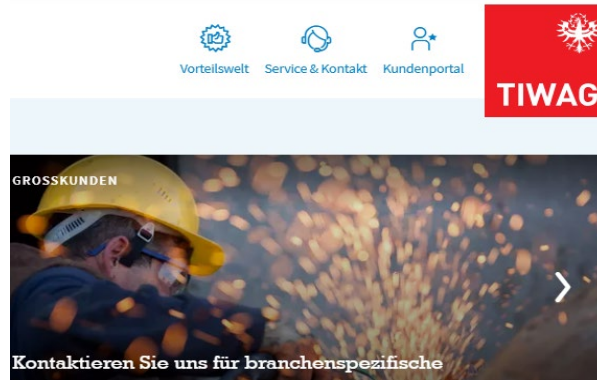 Vorteilswelt Service & Kontakt Kundenportal
TIWAG
GROSSKUNDEN
Kontaktieren Sie uns für branchenspezifische